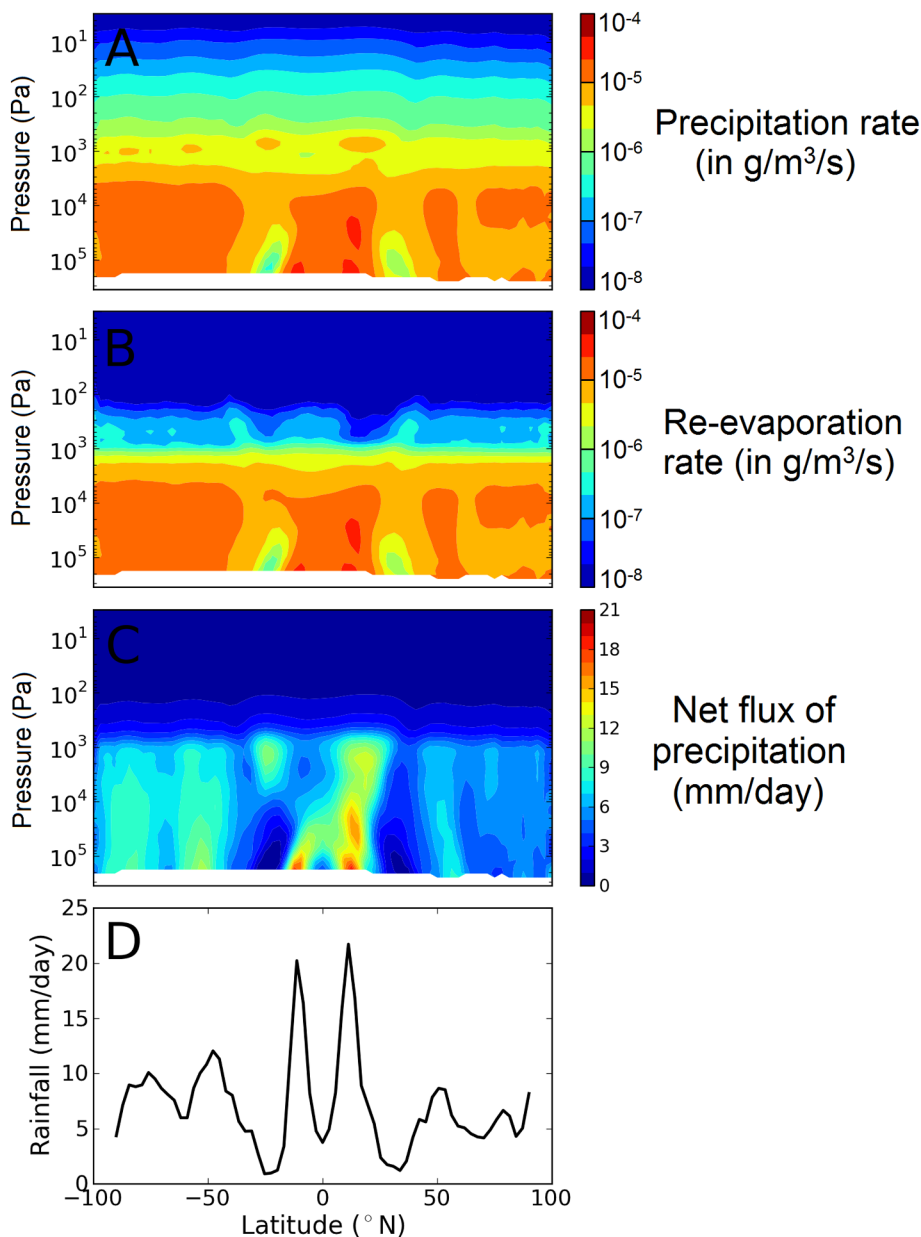 A
Pressure (Pa)
10¹
10²
10³
10⁴
10⁵
10⁻⁴
10⁻⁵
10⁻⁶
10⁻⁷
10⁻⁸
Precipitation rate
(in g/m³/s)
B
Pressure (Pa)
10¹
10²
10³
10⁴
10⁵
10⁻⁴
10⁻⁵
10⁻⁶
10⁻⁷
10⁻⁸
Re-evaporation
rate (in g/m³/s)
C
Pressure (Pa)
10¹
10²
10³
10⁴
10⁵
21
18
15
12
9
6
3
0
Net flux of
precipitation
(mm/day)
D
Rainfall (mm/day)
25
20
15
10
5
0
−100 −50 0 50 100
Latitude (°N)